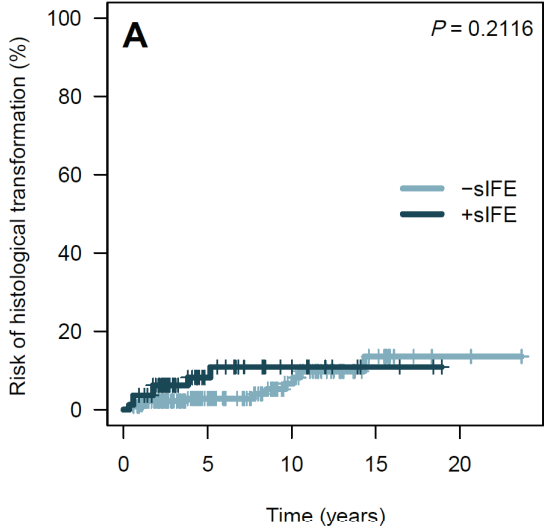 A
P = 0.2116
Risk of histological transformation (%)
100
80
60
40
20
0
−sIFE
+sIFE
0 5 10 15 20
Time (years)